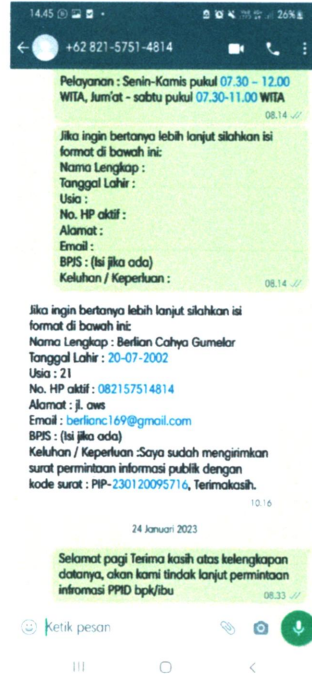 14.45
26%
+62 821-5751-4814
Pelayanan : Senin-Kamis pukul 07.30 – 12.00
WITA, Jum'at - sabtu pukul 07.30-11.00 WITA
08.14
Jika ingin bertanya lebih lanjut silahkan isi
format di bawah ini:
Nama Lengkap :
Tanggal Lahir :
Usia :
No. HP aktif :
Alamat :
Email :
BPJS : (Isi jika ada)
Keluhan / Keperluan :
08.14
Jika ingin bertanya lebih lanjut silahkan isi
format di bawah ini:
Nama Lengkap : Berlian Cahya Gumelar
Tanggal Lahir : 20-07-2002
Usia : 21
No. HP aktif : 082157514814
Alamat : jl. aws
Email : berlianc169@gmail.com
BPJS : (Isi jika ada)
Keluhan / Keperluan :Saya sudah mengirimkan
surat permintaan informasi publik dengan
kode surat : PIP-230120095716, Terimakasih.
10.16
24 Januari 2023
Selamat pagi Terima kasih atas kelengkapan
datanya, akan kami tindak lanjut permintaan
infromasi PPID bpk/ibu
08.33
Ketik pesan